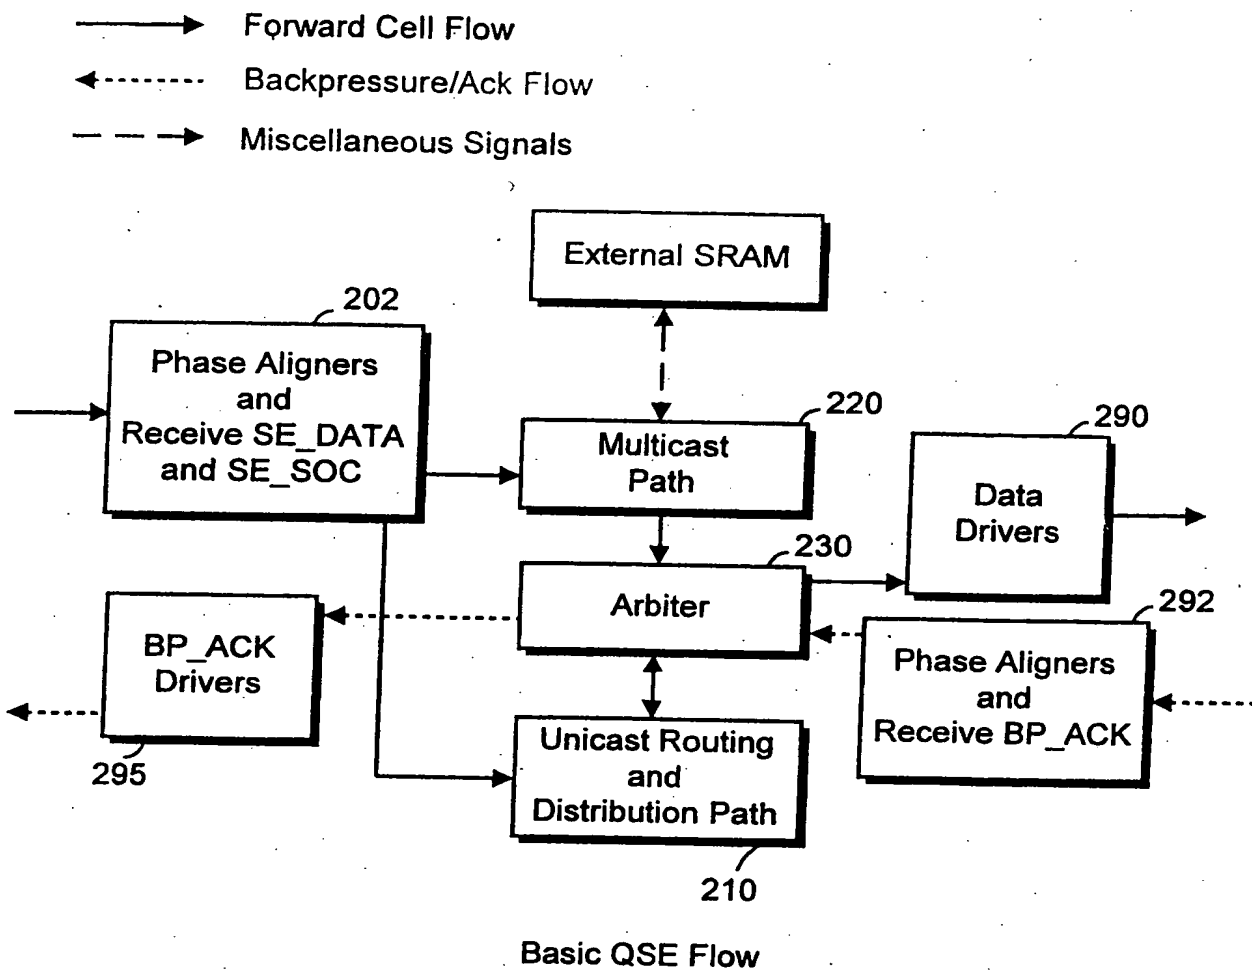 Forward Cell Flow
Backpressure/Ack Flow
Miscellaneous Signals
External SRAM
202
Phase Aligners
and
Receive SE_DATA
and SE_SOC
220
Multicast
Path
290
Data
Drivers
230
Arbiter
292
Phase Aligners
and
Receive BP_ACK
BP_ACK
Drivers
295
Unicast Routing
and
Distribution Path
210
Basic QSE Flow